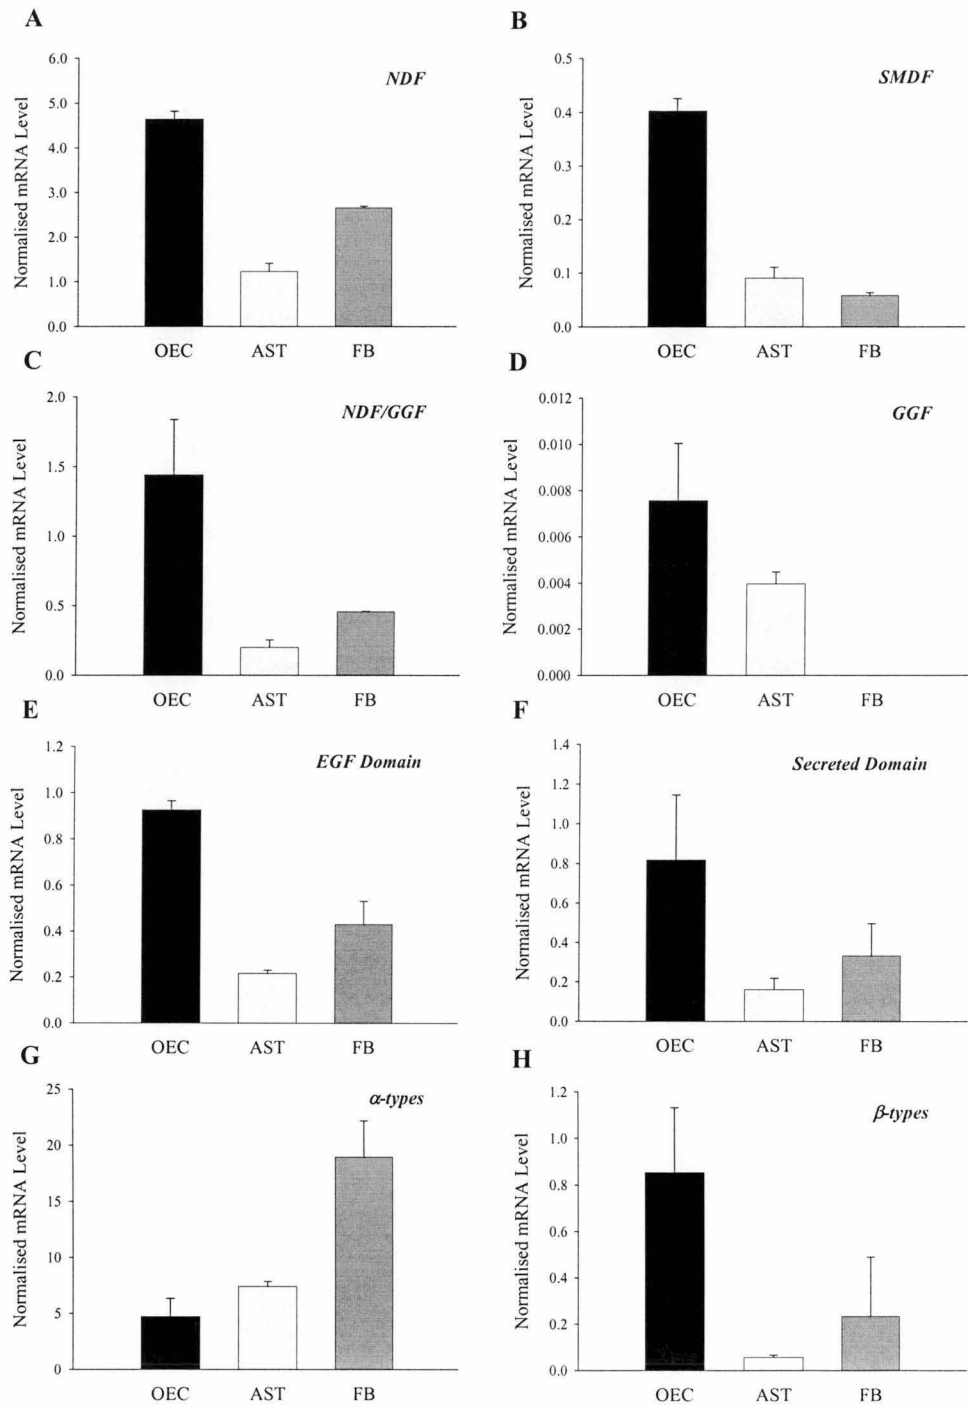 A
NDF
Normalised mRNA Level
6.0
5.0
4.0
3.0
2.0
1.0
0.0
OEC AST FB
B
SMDF
Normalised mRNA Level
0.5
0.4
0.3
0.2
0.1
0.0
OEC AST FB
C
NDF/GGF
Normalised mRNA Level
2.0
1.5
1.0
0.5
0.0
OEC AST FB
D
GGF
Normalised mRNA Level
0.012
0.010
0.008
0.006
0.004
0.002
0.000
OEC AST FB
E
EGF Domain
Normalised mRNA Level
1.2
1.0
0.8
0.6
0.4
0.2
0.0
OEC AST FB
F
Secreted Domain
Normalised mRNA Level
1.4
1.2
1.0
0.8
0.6
0.4
0.2
0.0
OEC AST FB
G
α-types
Normalised mRNA Level
25
20
15
10
5
0
OEC AST FB
H
β-types
Normalised mRNA Level
1.2
1.0
0.8
0.6
0.4
0.2
0.0
OEC AST FB